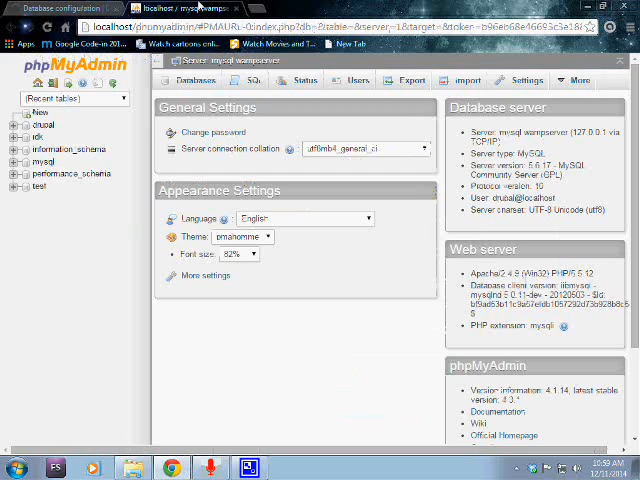 Database configuration
localhost / mysql wampse
localhost/phpmyadmin/#PMAURL-0:index.php?db=&table=&server=1&target=&token=b96eb68e46693c3e18
Apps
Google Code-in 201...
Watch cartoons online...
Watch Movies and T...
New Tab
phpMyAdmin
(Recent tables) ...
New
drupal
idk
information_schema
mysql
performance_schema
test
Server: mysql wampserver
Databases
SQL
Status
Users
Export
Import
Settings
More
General Settings
Change password
Server connection collation
utf8mb4_general_ci
Appearance Settings
Language
: English
Theme: pmahomme
Font size: 82%
More settings
Database server
Server: mysql wampserver (127.0.0.1 via
TCP/IP)
Server type: MySQL
Server version: 5.6.17 - MySQL
Community Server (GPL)
Protocol version: 10
User: drupal@localhost
Server charset: UTF-8 Unicode (utf8)
Web server
Apache/2.4.9 (Win32) PHP/5.5.12
Database client version: libmysql -
mysqlnd 5.0.11-dev - 20120503 - $Id:
$
PHP extension: mysqli
phpMyAdmin
Version information: 4.1.14, latest stable
version: 4.3.1
Documentation
Wiki
Official Homepage
FS
10:59 AM
12/11/2014